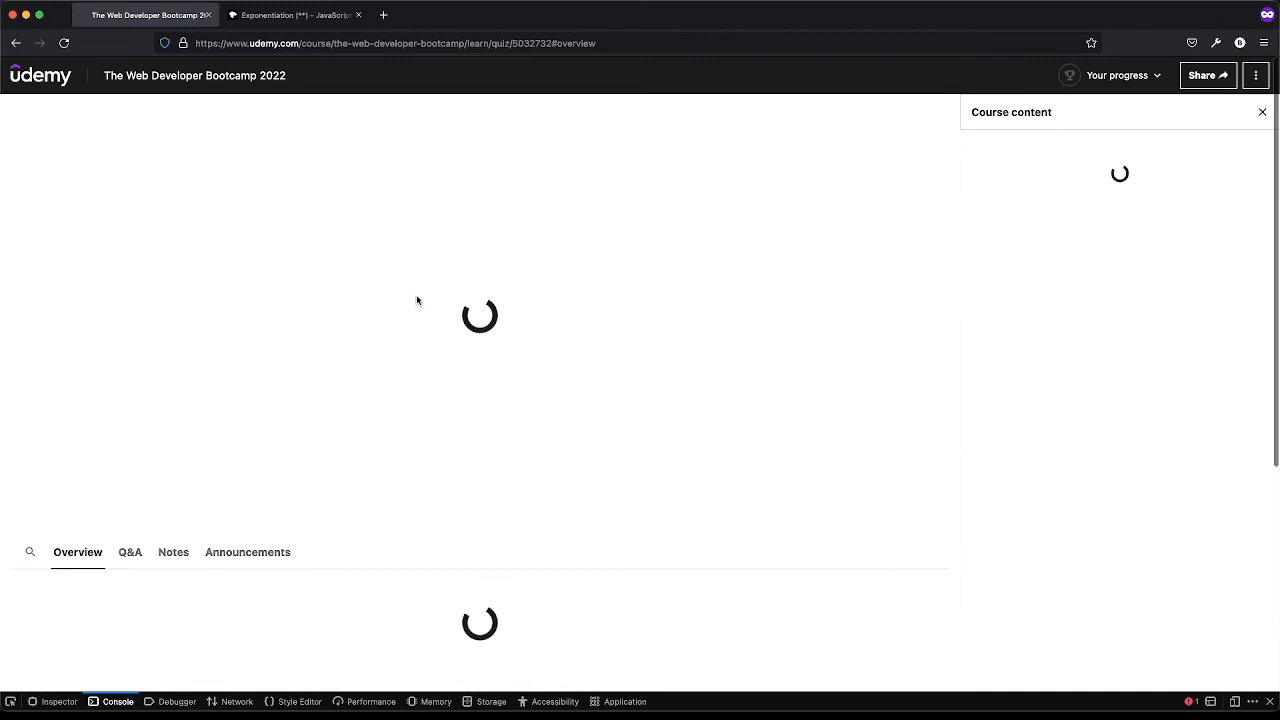 The Web Developer Bootcamp 20
Exponentiation (**) - JavaScript
https://www.udemy.com/course/the-web-developer-bootcamp/learn/quiz/5032732#overview
B
udemy
The Web Developer Bootcamp 2022
Your progress
Share
Course content
Overview
Q&A
Notes
Announcements
Inspector
Console
Debugger
Network
Style Editor
Performance
Memory
Storage
Accessibility
Application
1